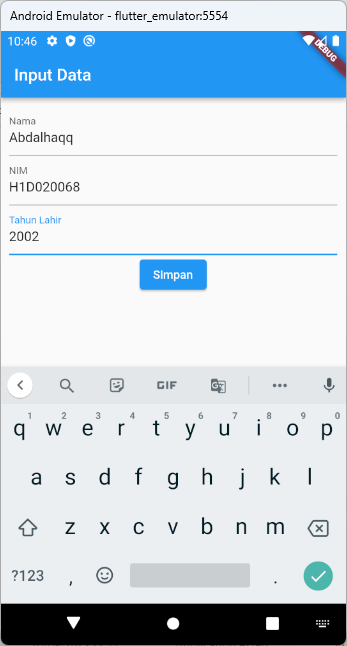 Android Emulator - flutter_emulator:5554
10:46
DEBUG
Input Data
Nama
Abdalhaqq
NIM
H1D020068
Tahun Lahir
2002
Simpan
GIF
1 2 3 4 5 6 7 8 9 0
q w e r t y u i o p
a s d f g h j k l
z x c v b n m
?123 , .